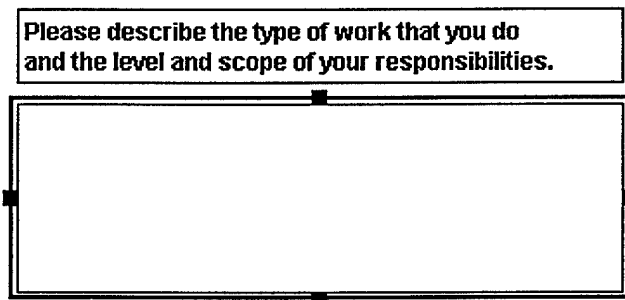 Please describe the type of work that you do
and the level and scope of your responsibilities.